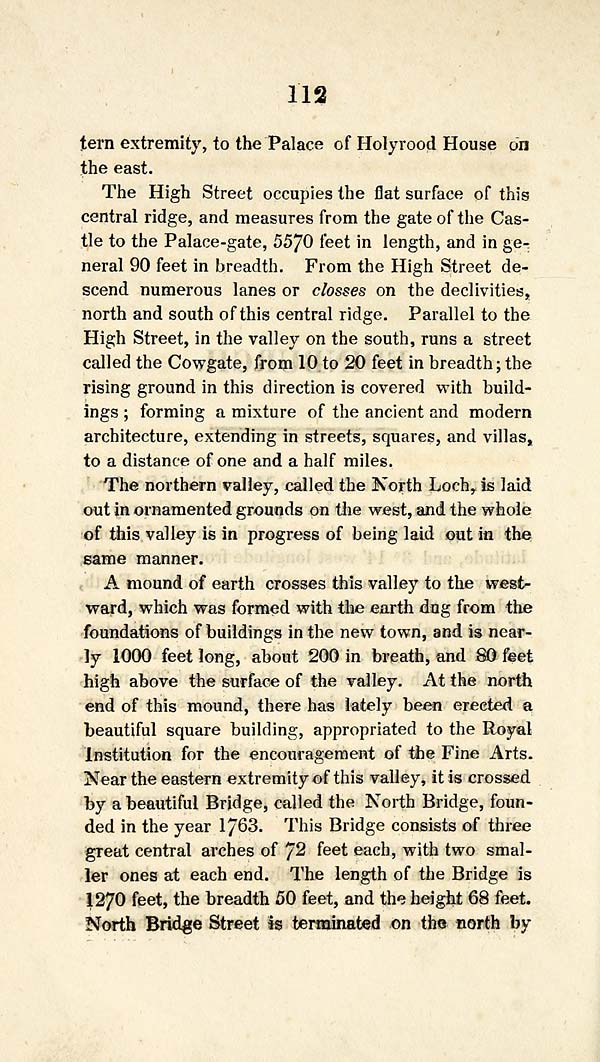 112
tern extremity, to the Palace of Holyrood House on
the east.
The High Street occupies the flat surface of this
central ridge, and measures from the gate of the Cas-
tle to the Palace-gate, 5570 feet in length, and in ge-
neral 90 feet in breadth. From the High Street de-
scend numerous lanes or closses on the declivities,
north and south of this central ridge. Parallel to the
High Street, in the valley on the south, runs a street
called the Cowgate, from 10 to 20 feet in breadth; the
rising ground in this direction is covered with build-
ings; forming a mixture of the ancient and modern
architecture, extending in streets, squares, and villas,
to a distance of one and a half miles.
The northern valley, called the North Loch, is laid
out in ornamented grounds on the west, and the whole
of this valley is in progress of being laid out in the
same manner.
A mound of earth crosses this valley to the west-
ward, which was formed with the earth dug from the
foundations of buildings in the new town, and is near-
ly 1000 feet long, about 200 in breath, and 80 feet
high above the surface of the valley. At the north
end of this mound, there has lately been erected a
beautiful square building, appropriated to the Royal
Institution for the encouragement of the Fine Arts.
Near the eastern extremity of this valley, it is crossed
by a beautiful Bridge, called the North Bridge, foun-
ded in the year 1763. This Bridge consists of three
great central arches of 72 feet each, with two smal-
ler ones at each end. The length of the Bridge is
1270 feet, the breadth 50 feet, and the height 68 feet.
North Bridge Street is terminated on the north by